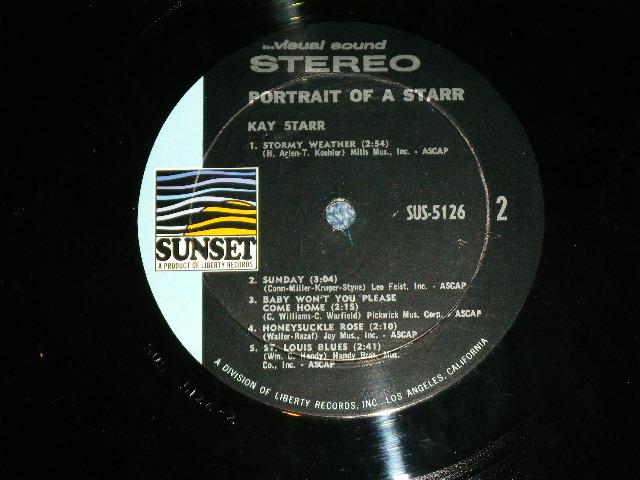 ...visual sound
STEREO
PORTRAIT OF A STARR
KAY STARR
1. STORMY WEATHER (2:54)
(H. Arlen-T. Koehler) Mills Mus., Inc. - ASCAP
SUS-5126 2
SUNSET
A PRODUCT OF LIBERTY RECORDS
2. SUNDAY (3:04)
(Conn-Miller-Kruger-Styne) Leo Feist, Inc. - ASCAP
3. BABY WON'T YOU PLEASE
COME HOME (2:15)
(C. Williams-C. Warfield) Pickwick Mus. Corp. - ASCAP
4. HONEYSUCKLE ROSE (2:10)
(Waller-Razaf) Joy Mus., Inc. - ASCAP
5. ST. LOUIS BLUES (2:41)
(Wm. C. Handy) Handy Bros. Mus.
Co., Inc. - ASCAP
A DIVISION OF LIBERTY RECORDS, INC., LOS ANGELES, CALIFORNIA